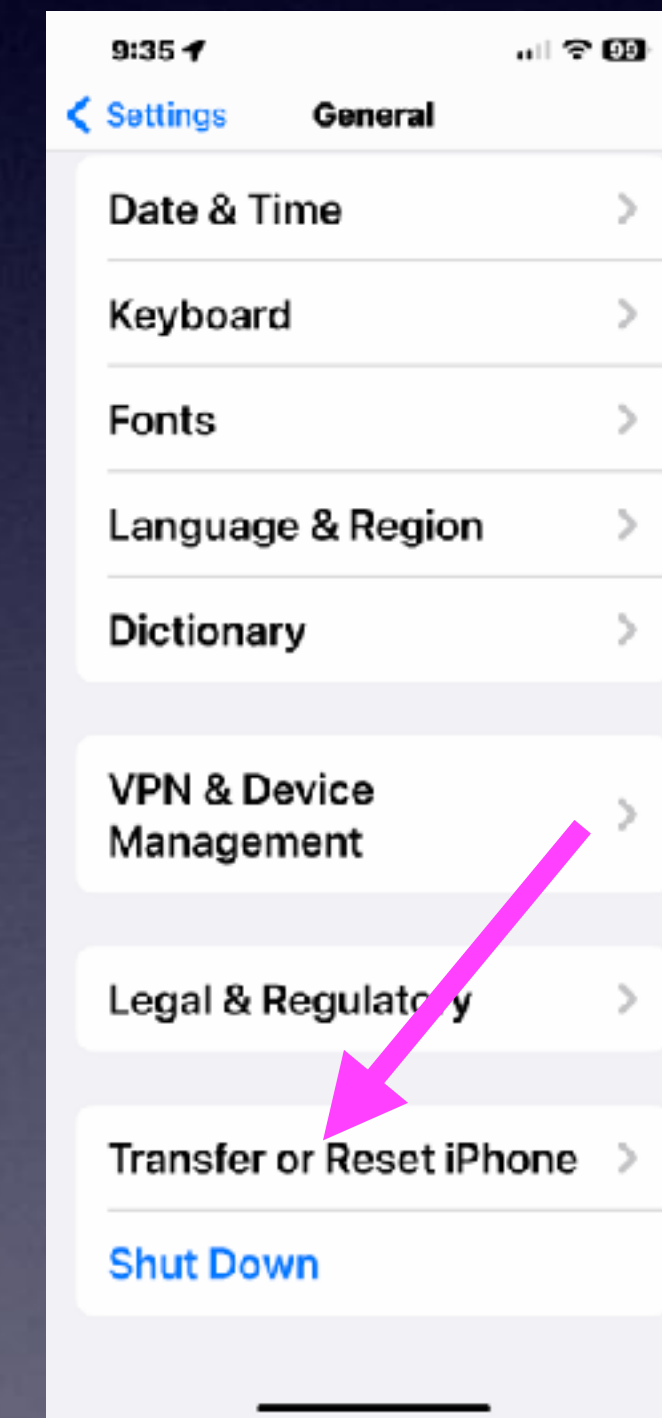 9:35 99
Settings General
Date & Time
Keyboard
Fonts
Language & Region
Dictionary
VPN & Device
Management
Legal & Regulatory
Transfer or Reset iPhone
Shut Down